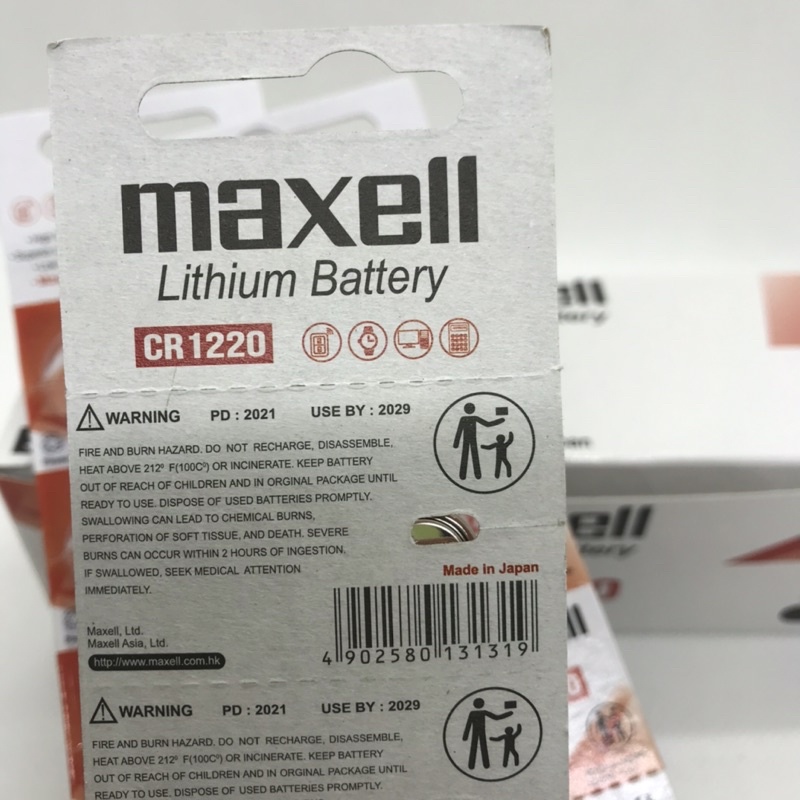 maxell
Lithium Battery
CR1220
WARNING PD : 2021 USE BY : 2029
FIRE AND BURN HAZARD. DO NOT RECHARGE, DISASSEMBLE,
HEAT ABOVE 212º F(100Cº) OR INCINERATE. KEEP BATTERY
OUT OF REACH OF CHILDREN AND IN ORGINAL PACKAGE UNTIL
READY TO USE. DISPOSE OF USED BATTERIES PROMPTLY.
SWALLOWING CAN LEAD TO CHEMICAL BURNS,
PERFORATION OF SOFT TISSUE, AND DEATH. SEVERE
BURNS CAN OCCUR WITHIN 2 HOURS OF INGESTION.
IF SWALLOWED, SEEK MEDICAL ATTENTION
IMMEDIATELY.
Made in Japan
Maxell, Ltd.
Maxell Asia, Ltd.
http://www.maxell.com.hk
4 902580 131319
WARNING PD : 2021 USE BY : 2029
FIRE AND BURN HAZARD. DO NOT RECHARGE, DISASSEMBLE,
HEAT ABOVE 212º F(100Cº) OR INCINERATE. KEEP BATTERY
OUT OF REACH OF CHILDREN AND IN ORGINAL PACKAGE UNTIL
READY TO USE. DISPOSE OF USED BATTERIES PROMPTLY.